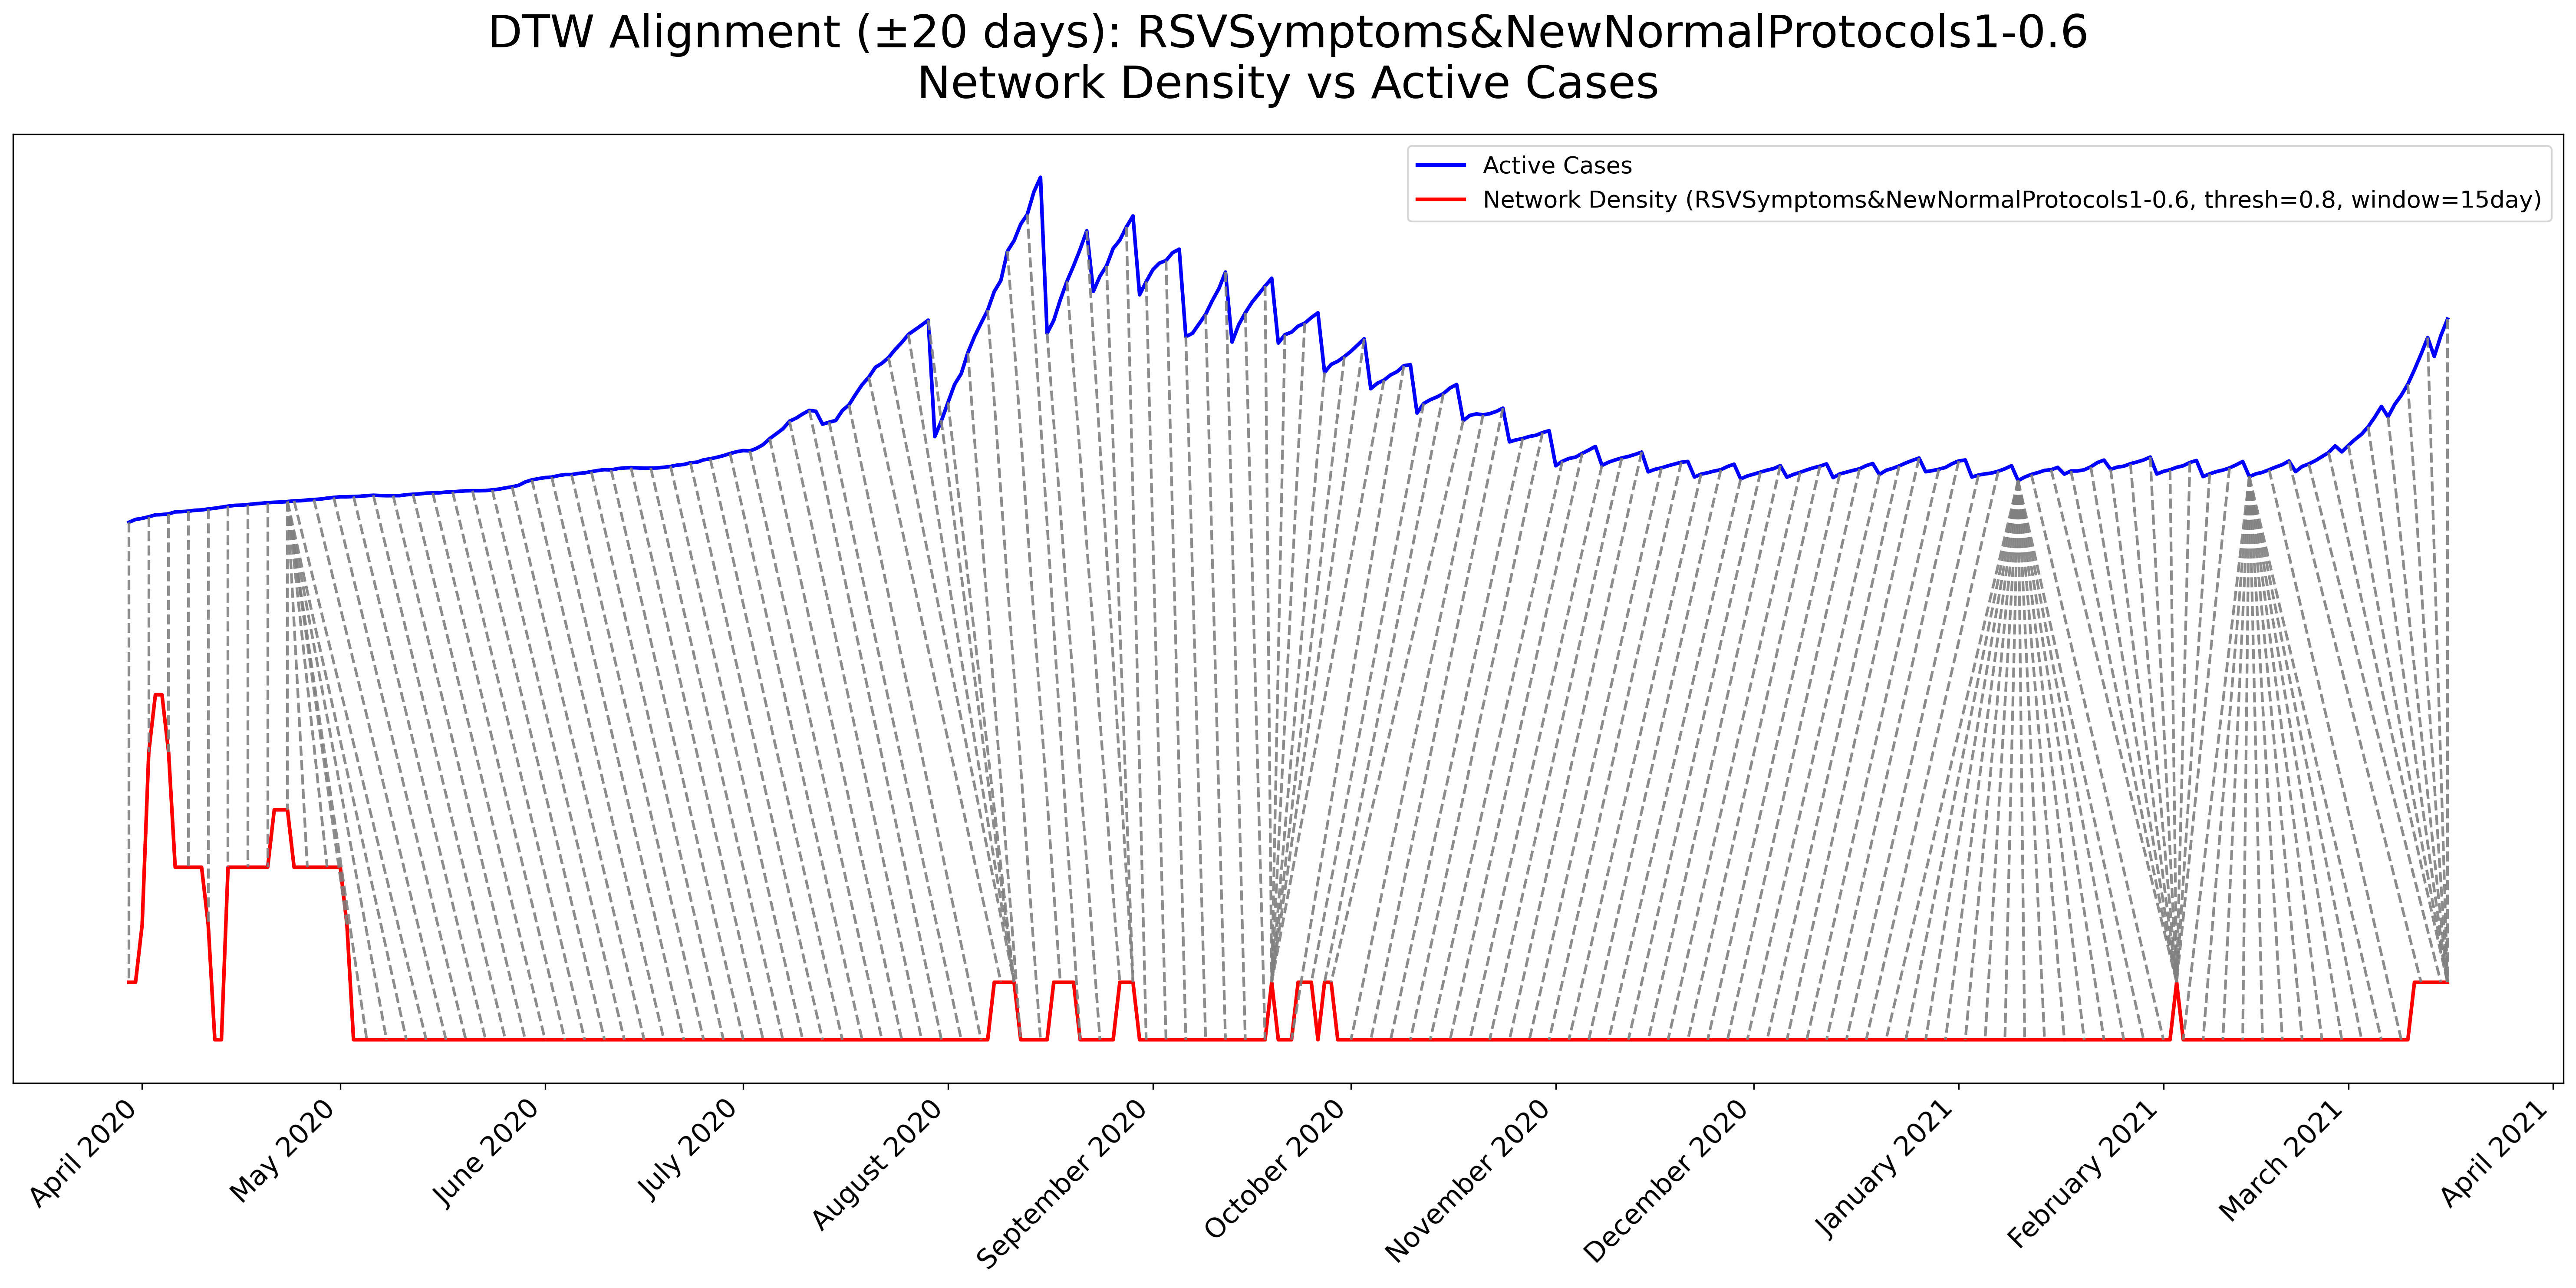 DTW Alignment (±20 days): RSVSymptoms&NewNormalProtocols1-0.6
Network Density vs Active Cases
Active Cases
Network Density (RSVSymptoms&NewNormalProtocols1-0.6, thresh=0.8, window=15day)
April 2020
May 2020
June 2020
July 2020
August 2020
September 2020
October 2020
November 2020
December 2020
January 2021
February 2021
March 2021
April 2021